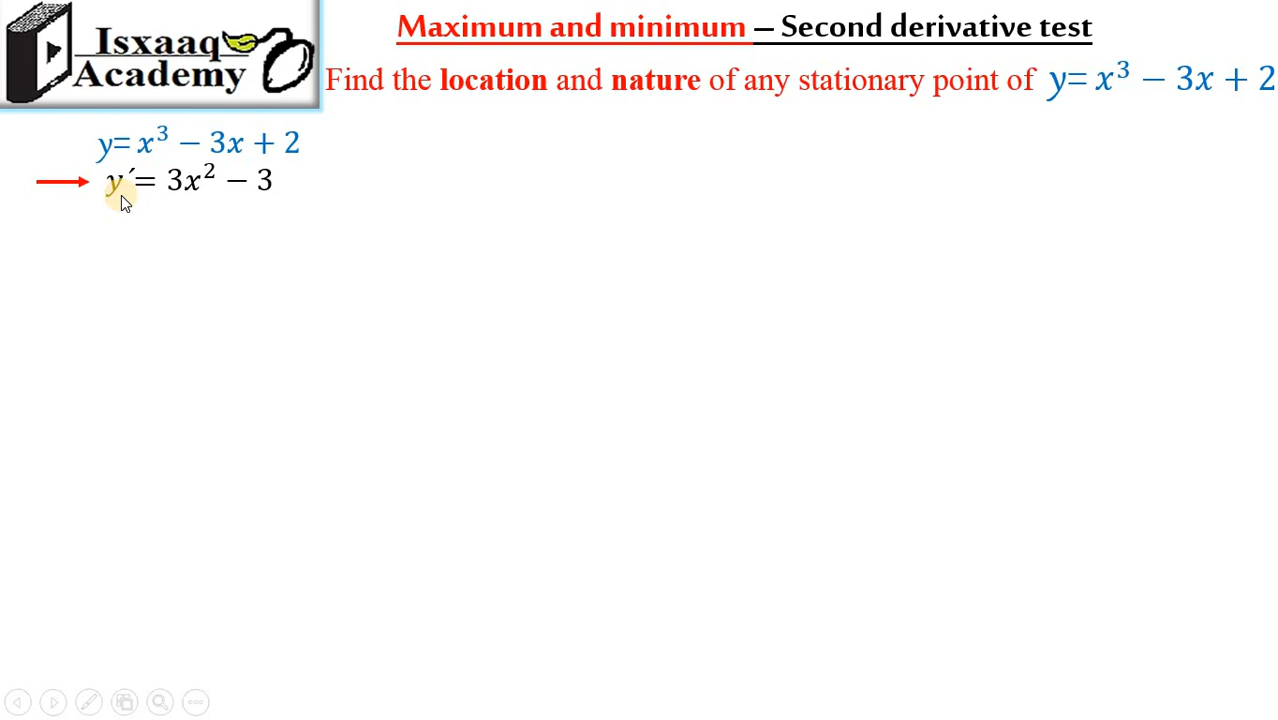 Isxaaq
Academy
Maximum and minimum – Second derivative test
Find the location and nature of any stationary point of y= x³ − 3x + 2
y= x³ − 3x + 2
y′= 3x² − 3